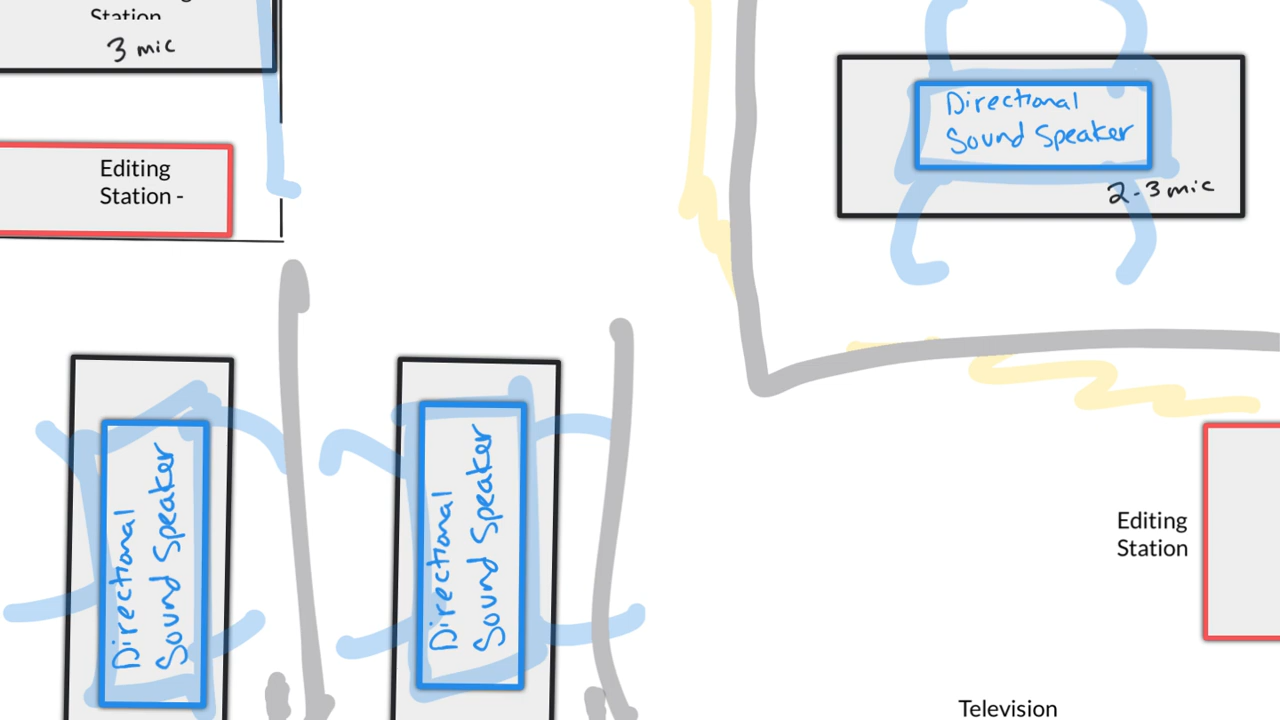 Station
3 mic
Editing
Station -
Directional
Sound Speaker
2-3 mic
Directional
Sound Speaker
Directional
Sound Speaker
Editing
Station
Television